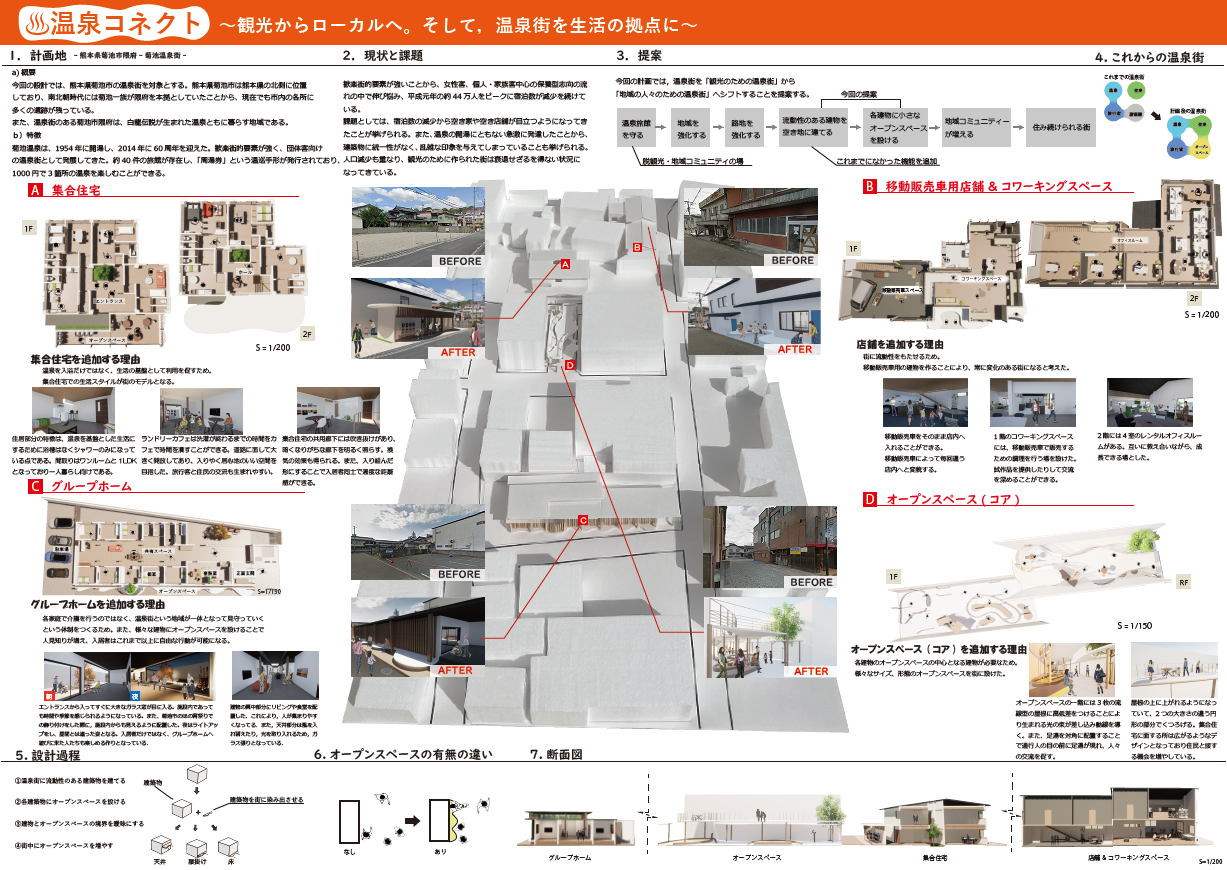 温泉コネクト ～観光からローカルへ。そして，温泉街を生活の拠点に～
1．計画地 - 熊本県菊池市隈府 - 菊池温泉街 -
a) 概要
今回の設計では、熊本県菊池市の温泉街を対象とする。熊本県菊池市は熊本県の北側に位置
しており、南北朝時代には菊池一族が隈府を本拠としていたことから、現在でも市内の各所に
多くの遺跡が残っている。
また、温泉街のある菊池市隈府は、白龍伝説が生まれた温泉ともに暮らす地域である。
b）特徴
菊池温泉は、1954 年に開湯し、2014 年に 60 周年を迎えた。歓楽街的要素が強く、団体客向け
の温泉街として発展してきた。約 40 件の旅館が存在し、「周湯券」という温巡手形が発行されており、
1000 円で 3 箇所の温泉を楽しむことができる。
2．現状と課題
歓楽街的要素が強いことから、女性客、個人・家族客中心の保養型志向の流
れの中で伸び悩み、平成元年の約 44 万人をピークに宿泊数が減少を続けて
いる。
課題としては、宿泊数の減少から空き家や空き店舗が目立つようになってき
たことが挙げられる。また、温泉の開湯にともない急激に発達したことから、
建築物に統一性がなく、乱雑な印象を与えてしまっていることも挙げられる。
人口減少も重なり、観光のために作られた街は衰退せざるを得ない状況に
なってきている。
3．提案
今回の計画では，温泉街を「観光のための温泉街」から
「地域の人々のための温泉街」へシフトすることを提案する。
今回の提案
温泉旅館
を守る
地域を
強化する
路地を
強化する
流動性のある建物を
空き地に建てる
各建物に小さな
オープンスペース
を設ける
地域コミュニティー
が増える
住み続けられる街
脱観光・地域コミュニティの場
これまでになかった機能を追加
4．これからの温泉街
これまでの温泉街
温泉
住民
旅行客
居酒屋
計画後の温泉街
温泉
住民
旅行客
オープン
スペース
A 集合住宅
1F
エントランス
オープンスペース
ホール
2F
S = 1/200
集合住宅を追加する理由
温泉を入浴だけではなく、生活の基盤として利用を促すため。
集合住宅での生活スタイルが街のモデルとなる。
住居部分の特徴は、温泉を基盤とした生活に
するために浴槽はなくシャワーのみになって
いる点である。間取りはワンルームと 1LDK
となっており一人暮らし向けである。
ランドリーカフェは洗濯が終わるまでの時間をカ
フェで時間を潰すことができる。道路に面して大
きく開放してあり、入りやく居心地のいい空間を
目指した。旅行客と住民の交流も生まれやすい。
集合住宅の共用廊下には吹き抜けがあり、
暗くなりがちな廊下を明るく照らす。換
気の効果も得られる。また、入り組んだ
形にすることで入居者同士で適度な距離
感がでている。
C グループホーム
駐車場
共有スペース
オープンスペース
正面玄関
S=1/150
グループホームを追加する理由
各家庭で介護を行うのではなく、温泉街という地域が一体となって見守っていく
という体制をつくるため。また、様々な建物にオープンスペースを設けることで
人見知りが増え、入居者はこれまで以上に自由な行動が可能になる。
朝
夜
エントランスから入ってすぐに大きなガラス窓が目に入る。施設内であって
も時間や季節を感じられるようになっている。また、菊池市のほの背祭りで
の飾り付けをした際に、施設内からも見えるように配慮した。夜はライトアッ
プをし、昼間とは違った姿となる。入居者だけではなく、グループホームへ
遊びに来た人たちも楽しめる作りとなっている。
建物の真中部分にリビングや食堂を配
置した。これにより、人が集まりやす
くなってる。また、天井部分は風を入
れ替えたり、光を取り入れるため、ガ
ラス張りとなっている。
BEFORE
BEFORE
AFTER
AFTER
A
B
D
C
BEFORE
BEFORE
AFTER
AFTER
B 移動販売車用店舗 & コワーキングスペース
1F
移動販売車スペース
コワーキングスペース
オフィスルーム
2F
S = 1/200
店舗を追加する理由
街に流動性をもたせるため。
移動販売車用の建物を作ることにより、常に変化のある街になると考えた。
移動販売車をそのまま店内へ
入れることができる。
移動販売車によって毎回違う
店内へと変貌する。
1 階のコワーキングスペース
には、移動販売車で販売する
ための調理を行う場を設けた。
試作品を提供したりして交流
を深めることができる。
2 階には 4 室のレンタルオフィスルー
ムがある。互いに教え合いながら、成
長できる場とした。
D オープンスペース（コア）
1F
RF
S = 1/150
オープンスペース（コア）を追加する理由
各建物のオープンスペースの中心となる建物が必要なため。
様々なサイズ、形態のオープンスペースを街に設けた。
オープンスペースの一階には 3 枚の流
線型の屋根に高低差をつけることによ
り生まれる光の束が差し込み動線を導
く。また、足湯を対角に配置すること
で通行人の目の前に足湯が現れ、人々
の交流を促す。
屋根の上に上がれるようになっ
ていて、2 つの大きさの違う円
形の部分でくつろげる。集合住
宅に面する所は広がるようなデ
ザインとなっており住民と接す
る機会を増やしている。
5．設計過程
①温泉街に流動性のある建築物を建てる
②各建築物にオープンスペースを設ける
③建物とオープンスペースの境界を曖昧にする
④街中にオープンスペースを増やす
建築物
建築物を街に染み出させる
天井
腰掛け
床
6．オープンスペースの有無の違い
なし
あり
7．断面図
グループホーム
オープンスペース
集合住宅
店舗 & コワーキングスペース
S=1/200